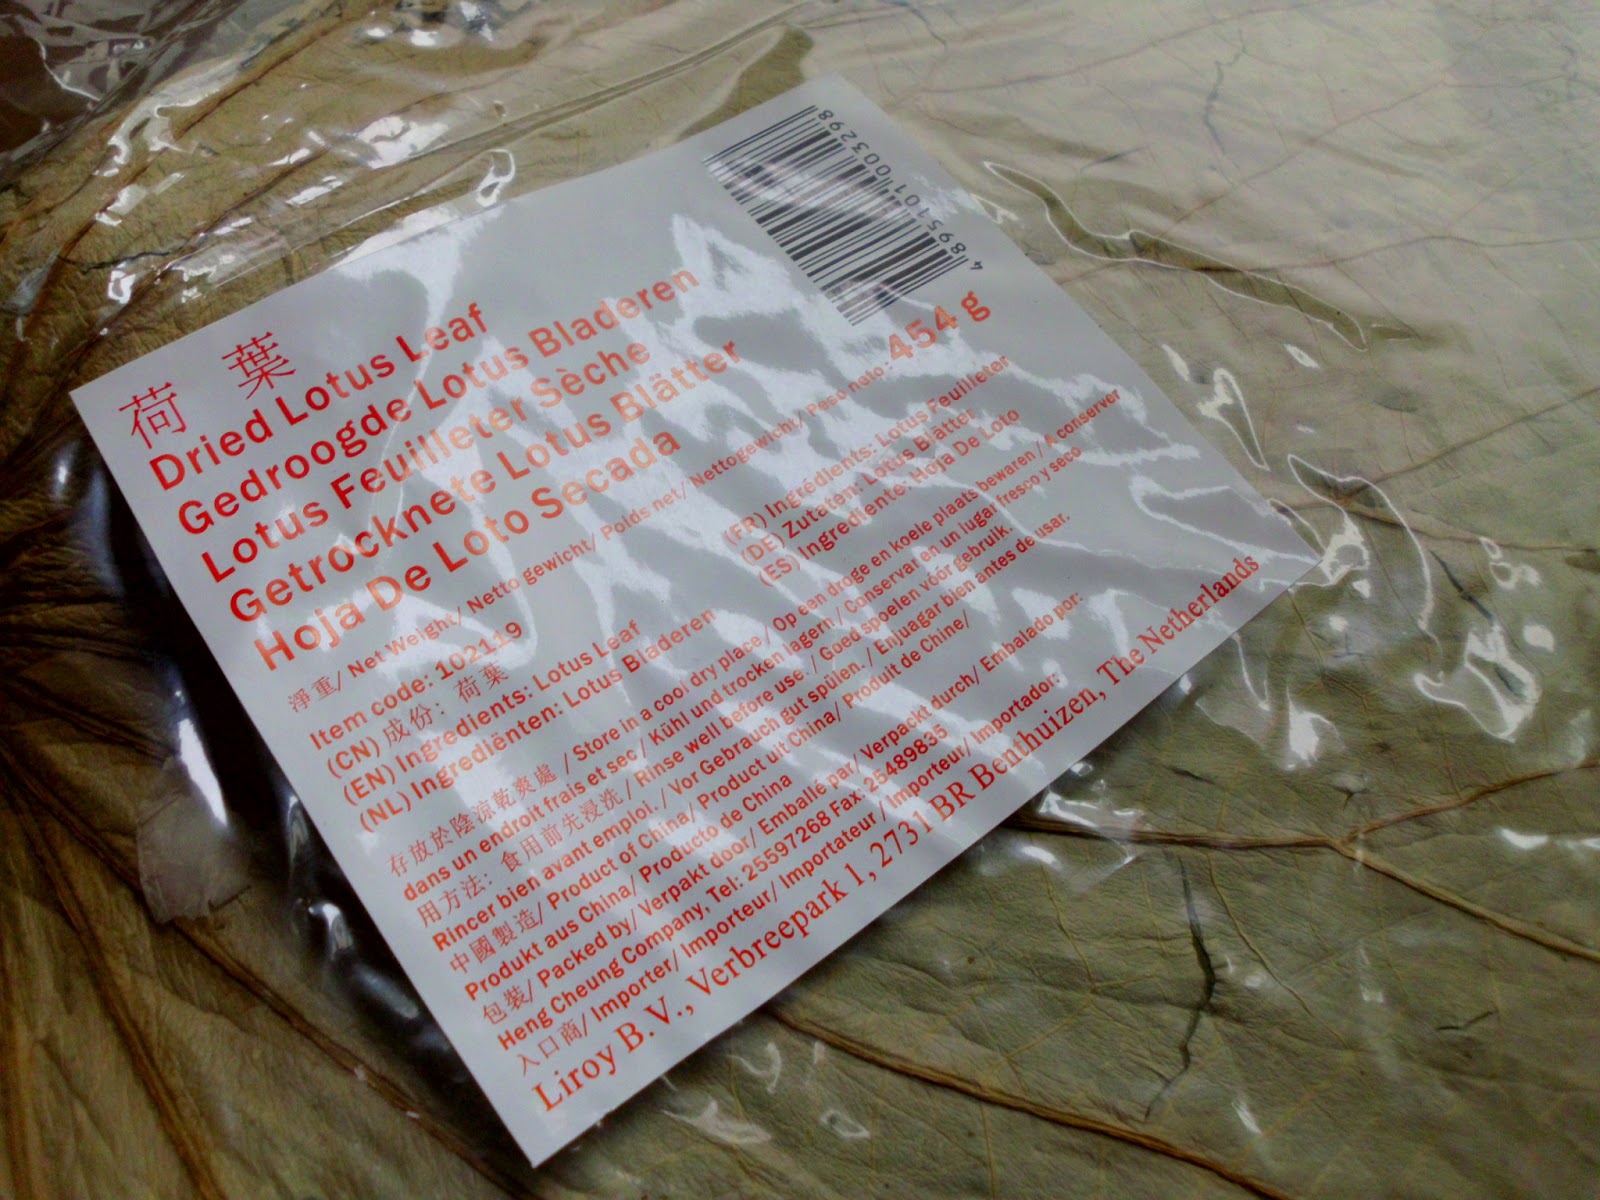 荷葉
Dried Lotus Leaf
Gedroogde Lotus Bladeren
Lotus Feuilleter Sèche
Getrocknete Lotus Blätter
Hoja De Loto Secada
淨重/ Net Weight/ Netto gewicht/ Poids net/ Nettogewicht/ Peso neto: 454 g
Item code: 102119
(CN) 成份: 荷葉
(EN) Ingredients: Lotus Leaf
(NL) Ingrediënten: Lotus Bladeren
(FR) Ingrédients: Lotus Feuilleter
(DE) Zutaten: Lotus Blätter
(ES) Ingrediente: Hoja De Loto
存放於陰涼乾爽處 / Store in a cool dry place / Op een droge en koele plaats bewaren / A conserver
dans un endroit frais et sec / Kühl und trocken lagern / Conservar en un lugar fresco y seco
用方法: 食用前先浸洗 / Rinse well before use. / Goed spoelen vóór gebruik. /
Rincer bien avant emploi. / Vor Gebrauch gut spülen. / Enjuagar bien antes de usar.
中國製造/ Product of China/ Product uit China/ Produit de Chine/
Produkt aus China/ Producto de China
包裝/ Packed by/ Verpakt door/ Emballé par/ Verpackt durch/ Embalado por:
Heng Cheung Company, Tel: 25597268 Fax: 25489835
入口商/ Importer/ Importeur/ Importateur / Importeur/ Importador:
Liroy B.V., Verbreepark 1, 2731 BR Benthuizen, The Netherlands
4 895101 003298